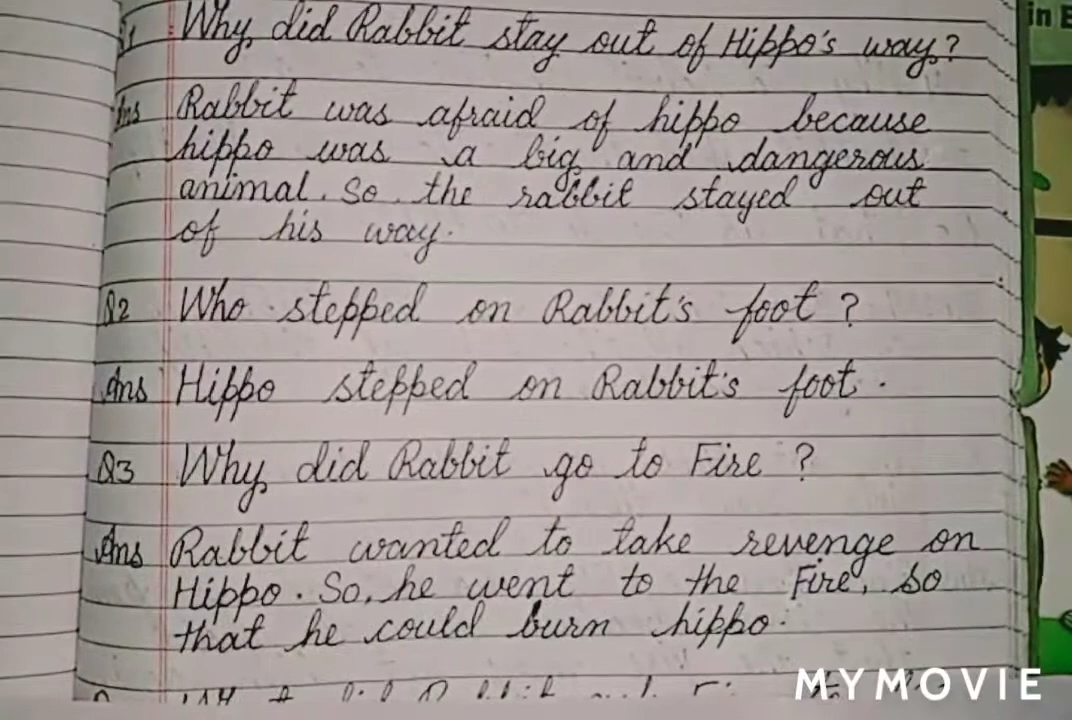 Why did Rabbit stay out of Hippo's way?
Ans Rabbit was afraid of hippo because
hippo was a big and dangerous
animal. So the rabbit stayed out
of his way.
Q2 Who stepped on Rabbit's foot?
Ans Hippo stepped on Rabbit's foot.
Q3 Why did Rabbit go to Fire?
Ans Rabbit wanted to take revenge on
Hippo. So, he went to the Fire, so
that he could burn hippo.
MYMOVIE
in